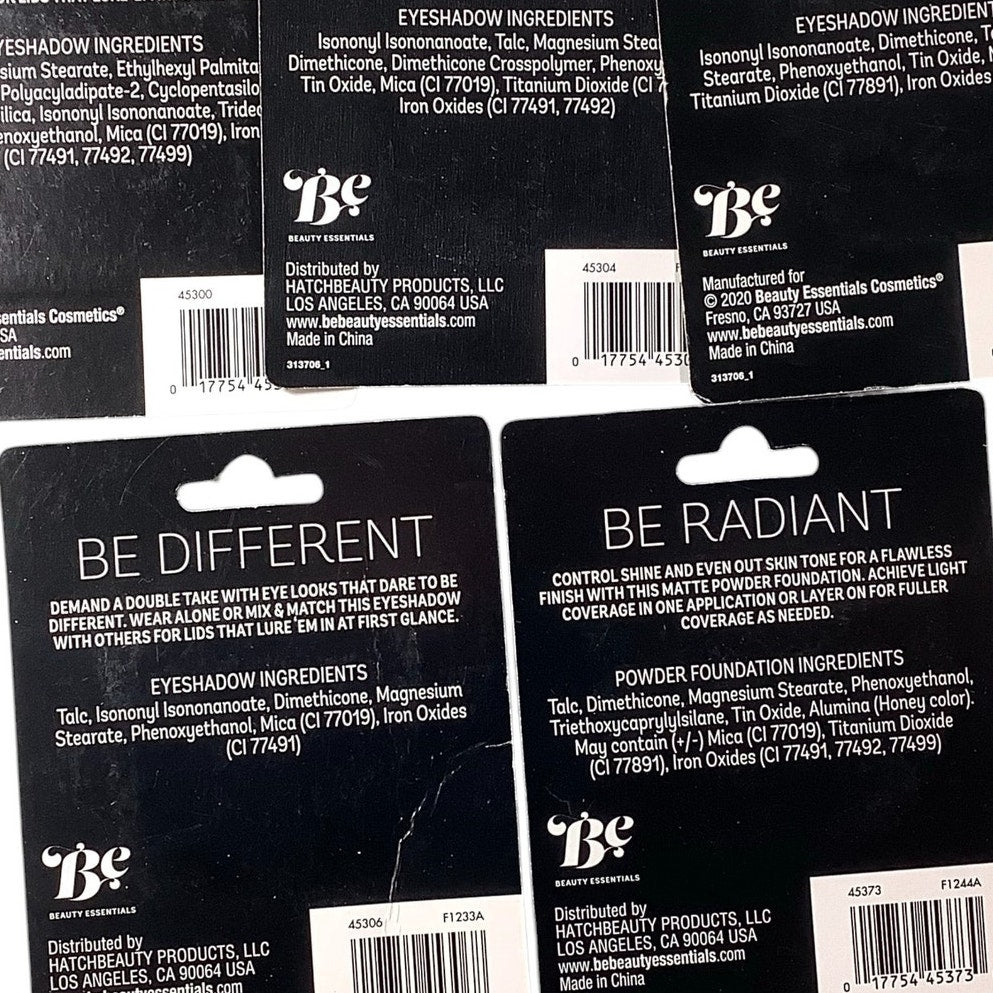 EYESHADOW INGREDIENTS
Stearate, Ethylhexyl Palmita
Polyacyladipate-2, Cyclopentasilo
Isononyl Isononanoate,
Mica (CI 77019), Iron
(CI 77491, 77492, 77499)
Cosmetics®
45300
0 17754
EYESHADOW INGREDIENTS
Isononyl Isononanoate, Talc, Magnesium Stea
Dimethicone, Dimethicone Crosspolymer, Phenoxy
Tin Oxide, Mica (CI 77019), Titanium Dioxide (CI 7
Iron Oxides (CI 77491, 77492)
Be
BEAUTY ESSENTIALS
Distributed by
HATCHBEAUTY PRODUCTS, LLC
LOS ANGELES, CA 90064 USA
www.bebeautyessentials.com
Made in China
313706_1
45304
0 17754 4530
EYESHADOW INGREDIENT
Isononyl Isononanoate, Dimethicone, T
Stearate, Phenoxyethanol, Tin Oxide,
Titanium Dioxide (CI 77891), Iron Oxides
Be
BEAUTY ESSENTIALS
Manufactured for
© 2020 Beauty Essentials Cosmetics®
Fresno, CA 93727 USA
www.bebeautyessentials.com
Made in China
313706_1
BE DIFFERENT
DEMAND A DOUBLE TAKE WITH EYE LOOKS THAT DARE TO BE
DIFFERENT. WEAR ALONE OR MIX & MATCH THIS EYESHADOW
WITH OTHERS FOR LIDS THAT LURE 'EM IN AT FIRST GLANCE.
EYESHADOW INGREDIENTS
Talc, Isononyl Isononanoate, Dimethicone, Magnesium
Stearate, Phenoxyethanol, Mica (CI 77019), Iron Oxides
(CI 77491)
Be
BEAUTY ESSENTIALS
Distributed by
HATCHBEAUTY PRODUCTS, LLC
LOS ANGELES, CA 90064 USA
45306 F1233A
BE RADIANT
CONTROL SHINE AND EVEN OUT SKIN TONE FOR A FLAWLESS
FINISH WITH THIS MATTE POWDER FOUNDATION. ACHIEVE LIGHT
COVERAGE IN ONE APPLICATION OR LAYER ON FOR FULLER
COVERAGE AS NEEDED.
POWDER FOUNDATION INGREDIENTS
Talc, Dimethicone, Magnesium Stearate, Phenoxyethanol,
Triethoxycaprylylsilane, Tin Oxide, Alumina (Honey color).
May contain (+/-) Mica (CI 77019), Titanium Dioxide
(CI 77891), Iron Oxides (CI 77491, 77492, 77499)
Be
BEAUTY ESSENTIALS
Distributed by
HATCHBEAUTY PRODUCTS, LLC
LOS ANGELES, CA 90064 USA
www.bebeautyessentials.com
Made in China
45373 F1244A
0 17754 45373